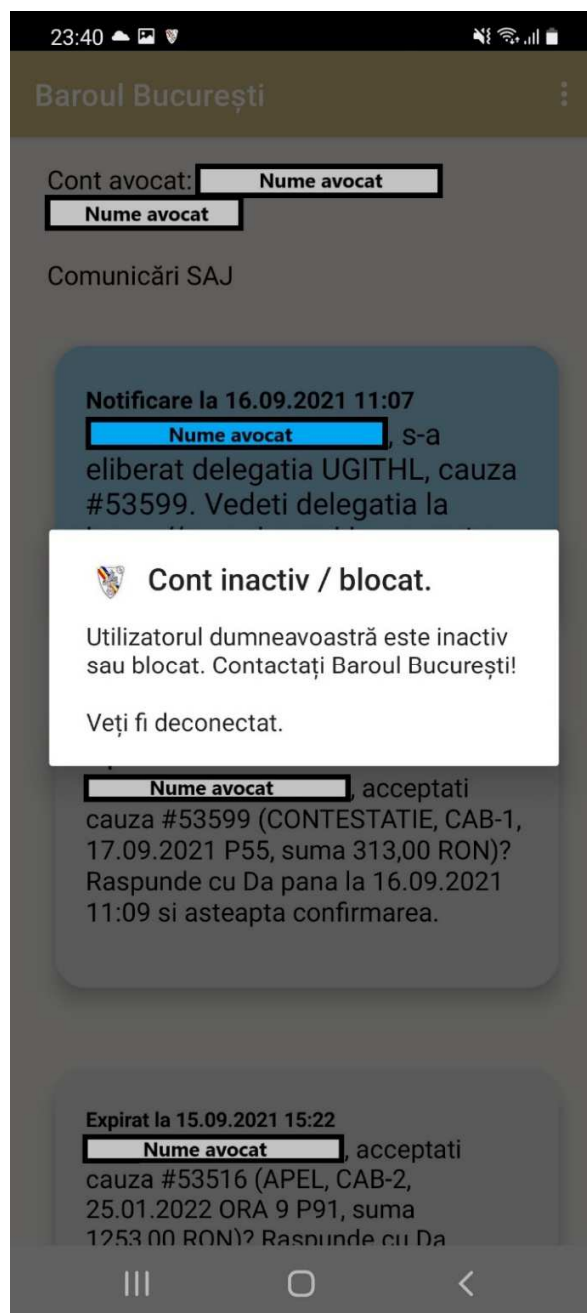 23:40
Baroul București
Cont avocat: Nume avocat
Nume avocat
Comunicări SAJ
Notificare la 16.09.2021 11:07
Nume avocat, s-a
eliberat delegatia UGITHL, cauza
#53599. Vedeti delegatia la
Cont inactiv / blocat.
Utilizatorul dumneavoastră este inactiv
sau blocat. Contactați Baroul București!
Veți fi deconectat.
Nume avocat, acceptati
cauza #53599 (CONTESTATIE, CAB-1,
17.09.2021 P55, suma 313,00 RON)?
Raspunde cu Da pana la 16.09.2021
11:09 si asteapta confirmarea.
Expirat la 15.09.2021 15:22
Nume avocat, acceptati
cauza #53516 (APEL, CAB-2,
25.01.2022 ORA 9 P91, suma
1253,00 RON)? Raspunde cu Da